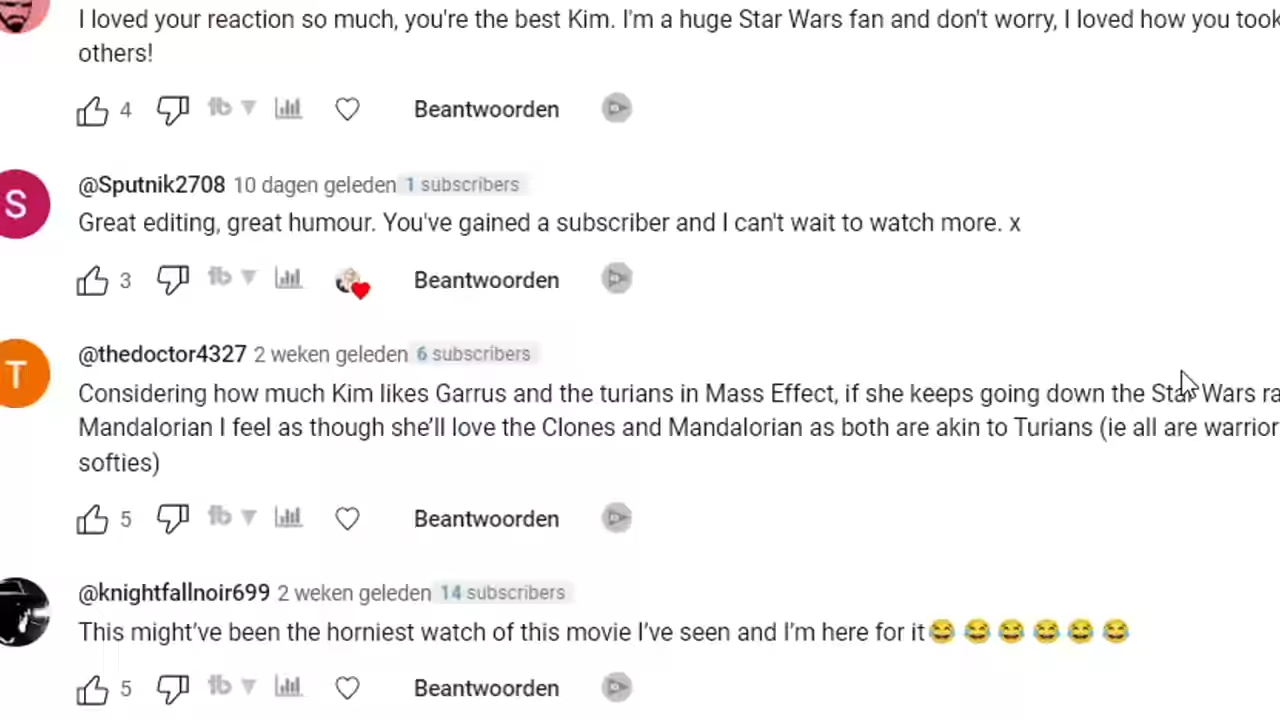 I loved your reaction so much, you're the best Kim. I'm a huge Star Wars fan and don't worry, I loved how you took
others!
4 Beantwoorden
S @Sputnik2708 10 dagen geleden 1 subscribers
Great editing, great humour. You've gained a subscriber and I can't wait to watch more. x
3 Beantwoorden
T @thedoctor4327 2 weken geleden 6 subscribers
Considering how much Kim likes Garrus and the turians in Mass Effect, if she keeps going down the Star Wars
Mandalorian I feel as though she’ll love the Clones and Mandalorian as both are akin to Turians (ie all are warrior
softies)
5 Beantwoorden
@knightfallnoir699 2 weken geleden 14 subscribers
This might’ve been the horniest watch of this movie I’ve seen and I’m here for it😂😂😂😂😂😂
5 Beantwoorden